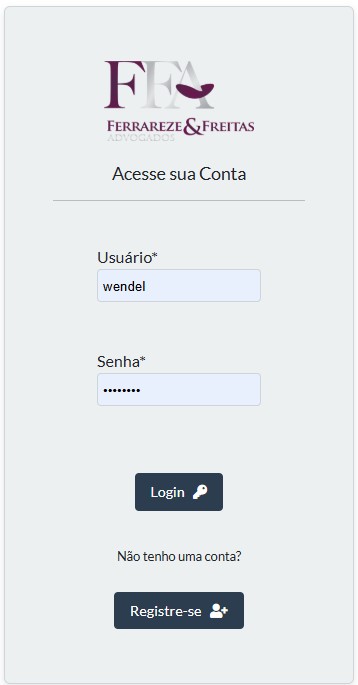 FFA
FERRAREZE&FREITAS
ADVOGADOS
Acesse sua Conta
Usuário*
wendel
Senha*
••••••••
Login
Não tenho uma conta?
Registre-se